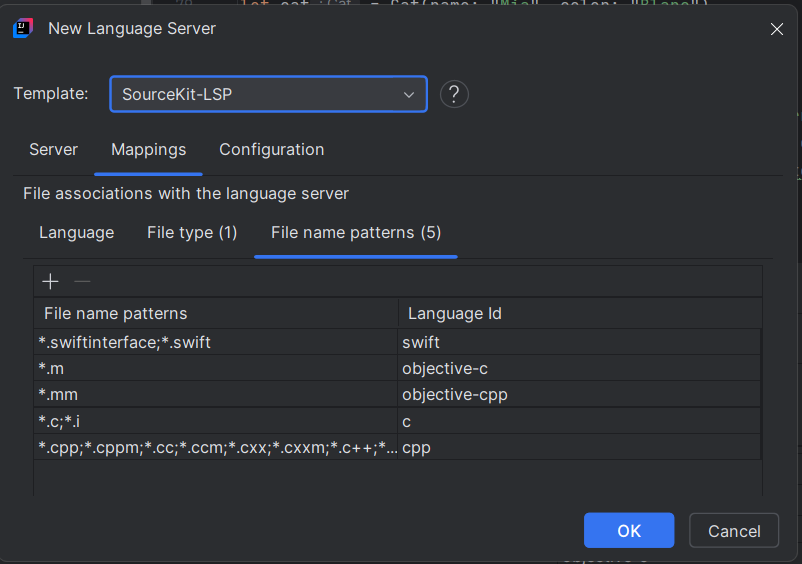 New Language Server
Template: SourceKit-LSP ?
Server Mappings Configuration
File associations with the language server
Language File type (1) File name patterns (5)
File name patterns Language Id
*.swiftinterface;*.swift swift
*.m objective-c
*.mm objective-cpp
*.c;*.i c
*.cpp;*.cppm;*.cc;*.ccm;*.cxx;*.cxxm;*.c++;*... cpp
OK Cancel